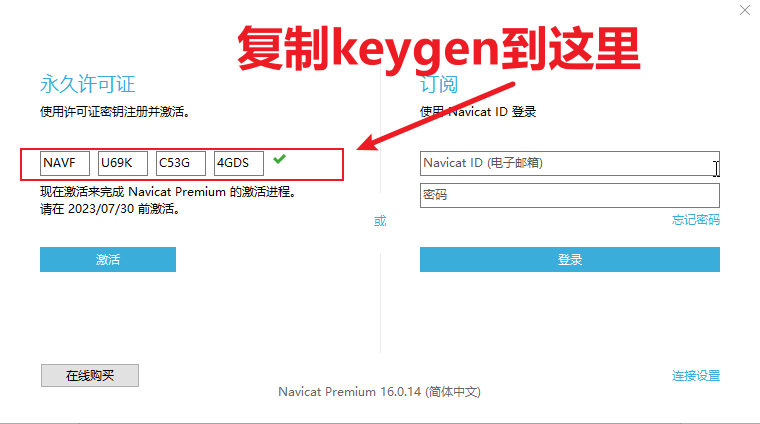 复制keygen到这里
永久许可证
使用许可证密钥注册并激活。
NAVF U69K C53G 4GDS
现在激活来完成 Navicat Premium 的激活进程。
请在 2023/07/30 前激活。
激活
或
订阅
使用 Navicat ID 登录
Navicat ID (电子邮箱)
密码
忘记密码
登录
在线购买
Navicat Premium 16.0.14 (简体中文)
连接设置